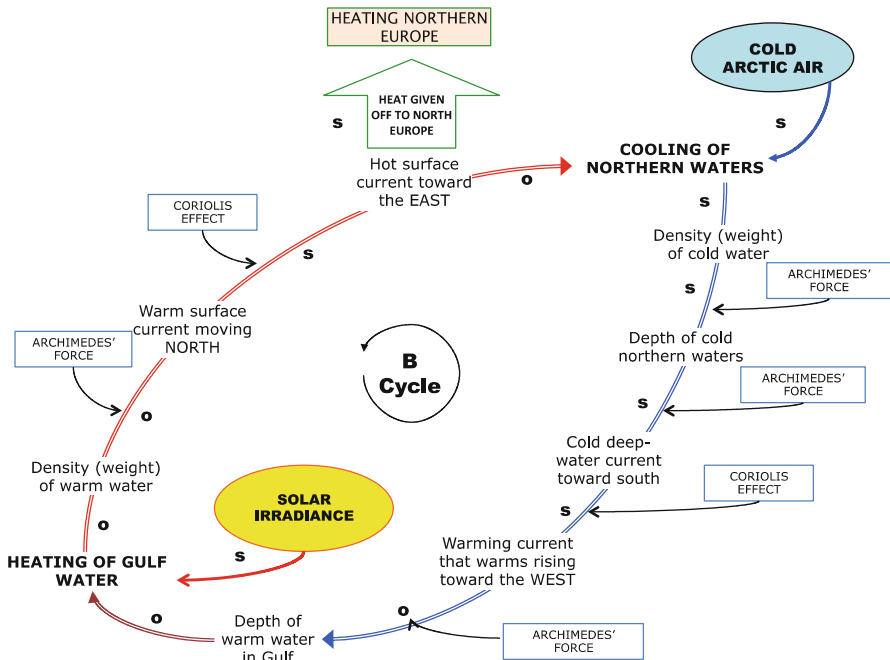 HEATING NORTHERN
EUROPE
COLD
ARCTIC AIR
HEAT GIVEN
OFF TO NORTH
EUROPE
s
s
COOLING OF
NORTHERN WATERS
Hot surface
current toward
the EAST
o
CORIOLIS
EFFECT
s
s
Density (weight)
of cold water
s
ARCHIMEDES'
FORCE
Warm surface
current moving
NORTH
ARCHIMEDES'
FORCE
Depth of cold
northern waters
B
Cycle
ARCHIMEDES'
FORCE
s
o
Cold deep-
water current
toward south
Density (weight)
of warm water
CORIOLIS
EFFECT
SOLAR
IRRADIANCE
s
o
HEATING OF GULF
WATER
s
Warming current
that warms rising
toward the WEST
o
o
Depth of
warm water
in Gulf
ARCHIMEDES'
FORCE